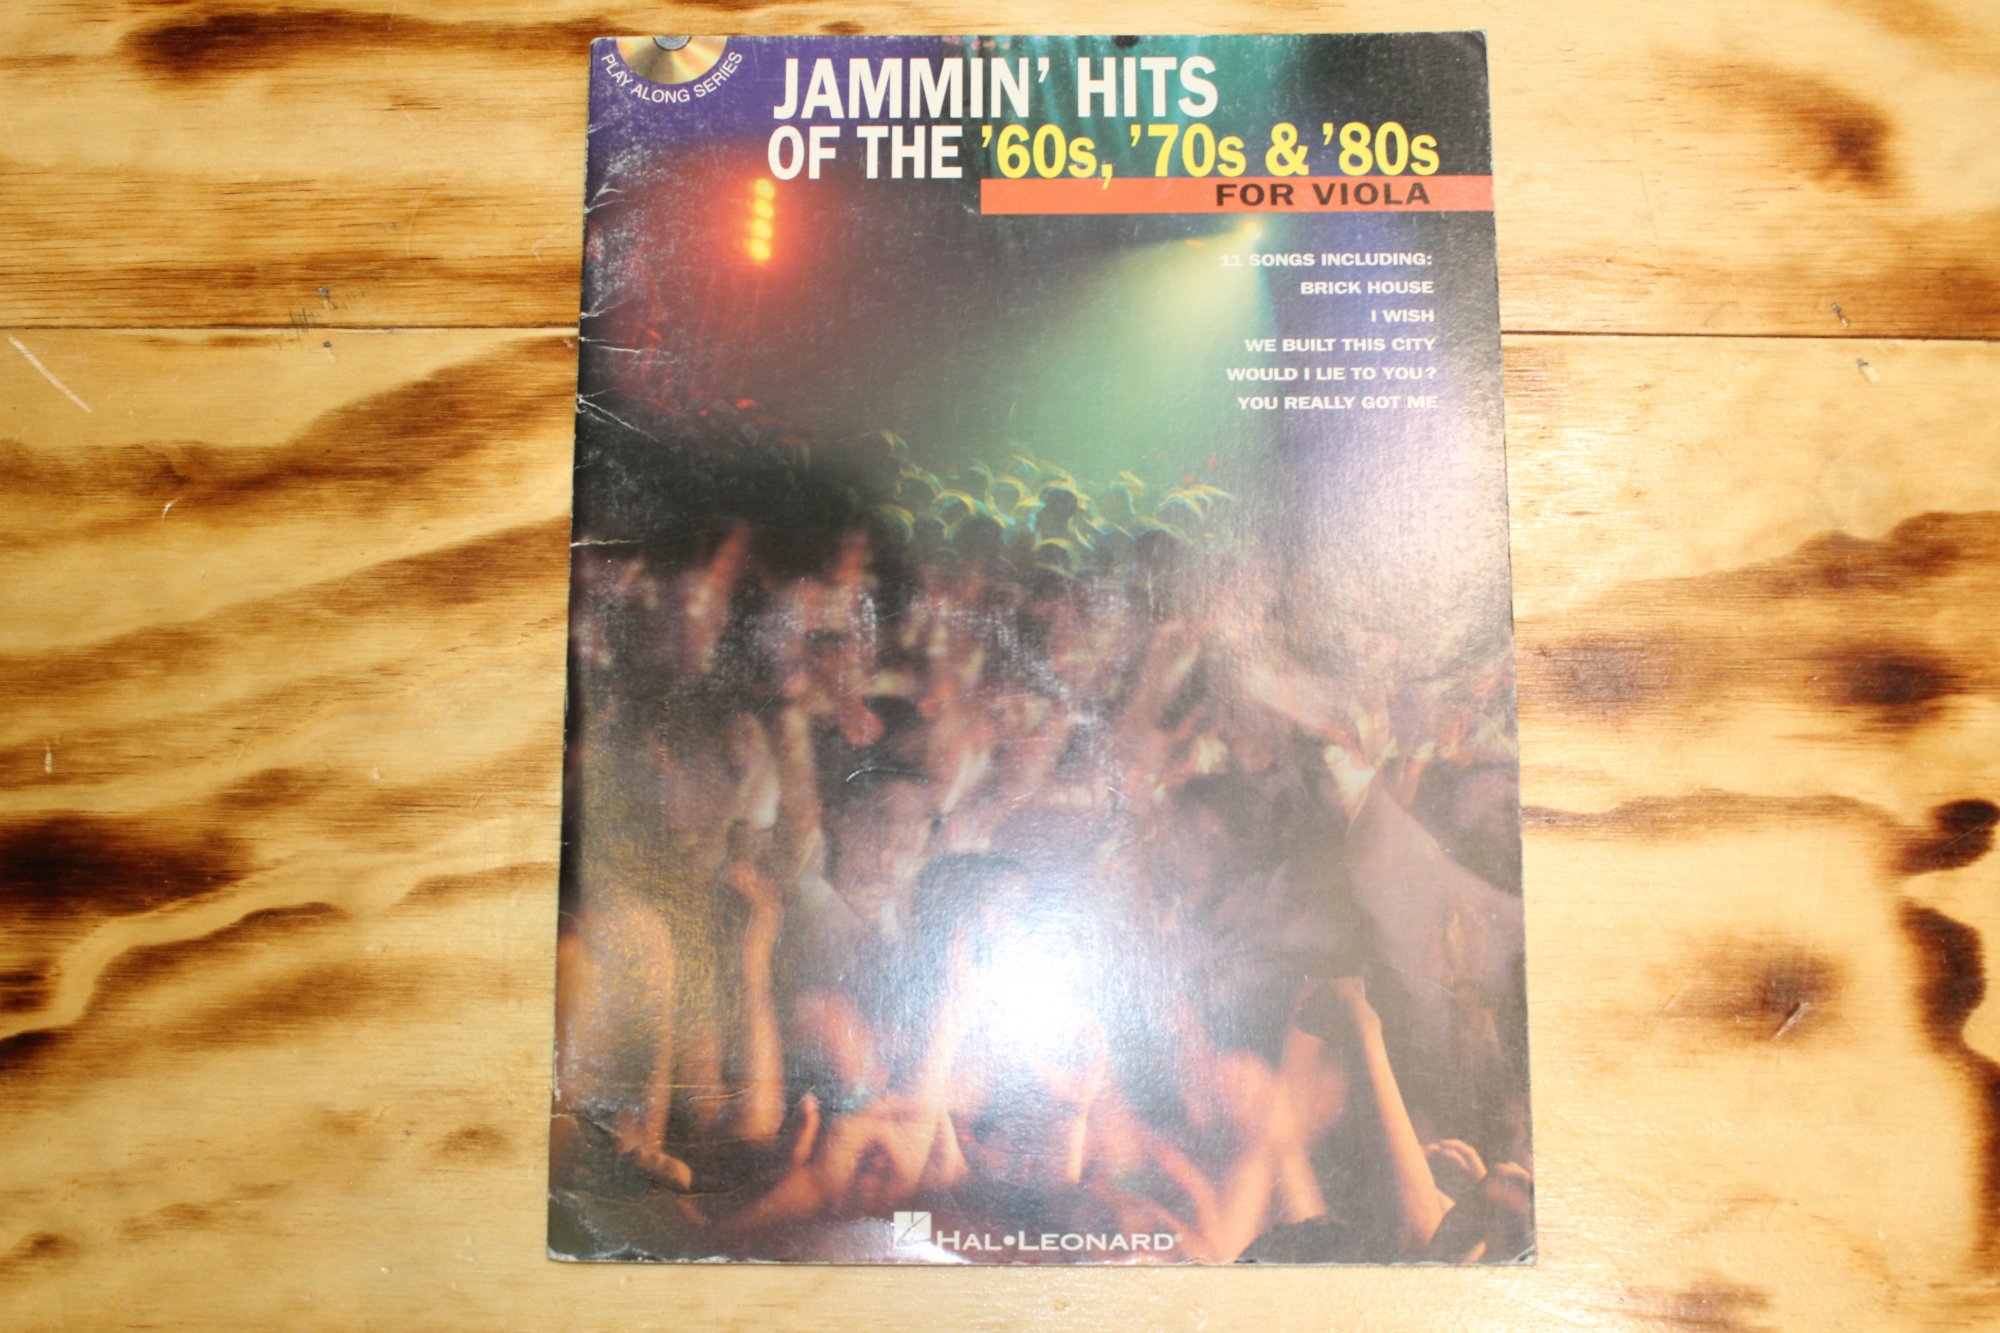 PLAY ALONG SERIES
JAMMIN' HITS
OF THE '60s, '70s & '80s
FOR VIOLA
11 SONGS INCLUDING:
BRICK HOUSE
I WISH
WE BUILT THIS CITY
WOULD I LIE TO YOU?
YOU REALLY GOT ME
HAL•LEONARD®